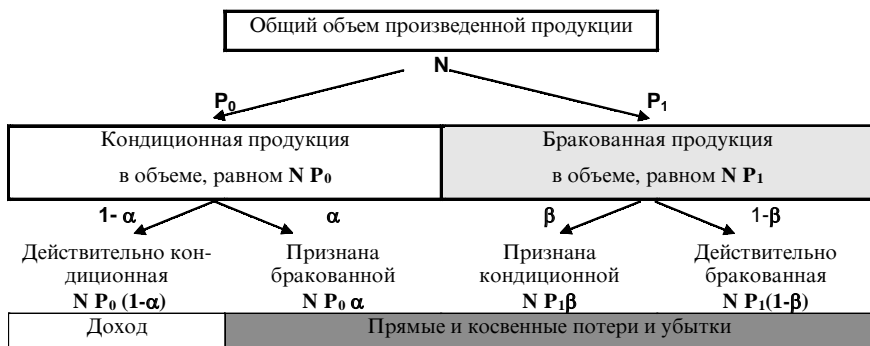 Общий объем произведенной продукции
N
P₀ P₁
Кондиционная продукция
в объеме, равном N P₀
Бракованная продукция
в объеме, равном N P₁
1- α α β 1-β
Действительно кон-
диционная
N P₀ (1-α)
Признана
бракованной
N P₀ α
Признана
кондиционной
N P₁β
Действительно
бракованная
N P₁(1-β)
Доход
Прямые и косвенные потери и убытки